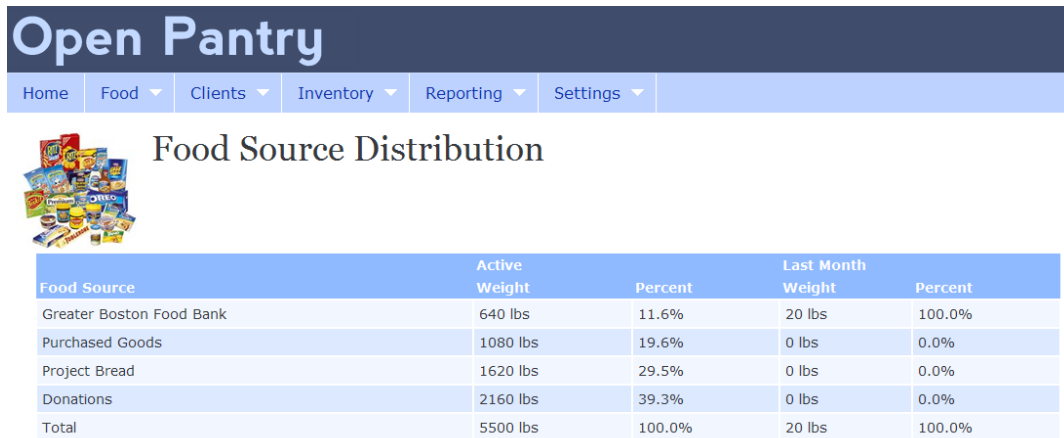 Open Pantry
Home Food Clients Inventory Reporting Settings
Food Source Distribution
OREO
Premium
TOBLERONE
Active Last Month
Food Source Weight Percent Weight Percent
Greater Boston Food Bank 640 lbs 11.6% 20 lbs 100.0%
Purchased Goods 1080 lbs 19.6% 0 lbs 0.0%
Project Bread 1620 lbs 29.5% 0 lbs 0.0%
Donations 2160 lbs 39.3% 0 lbs 0.0%
Total 5500 lbs 100.0% 20 lbs 100.0%